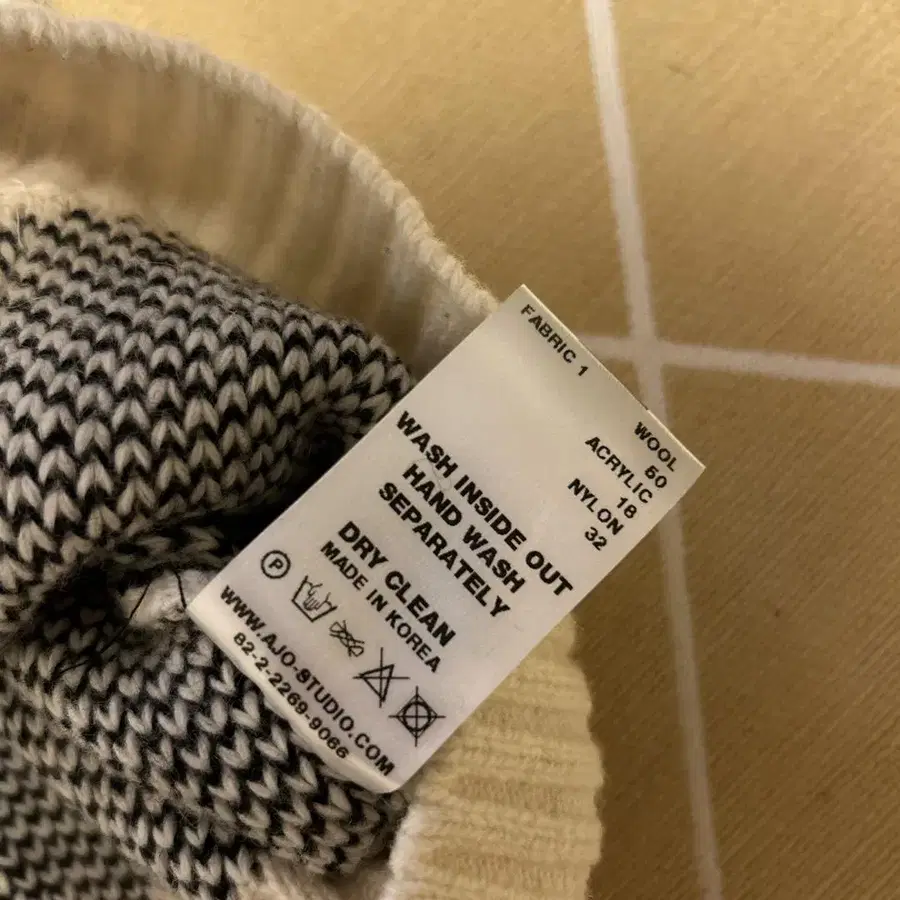 FABRIC 1
WOOL
50
ACRYLIC
18
NYLON
32
WASH INSIDE OUT
HAND WASH
SEPARATELY
DRY CLEAN
MADE IN KOREA
P
WWW.AJO-STUDIO.COM
82-2-2269-9066